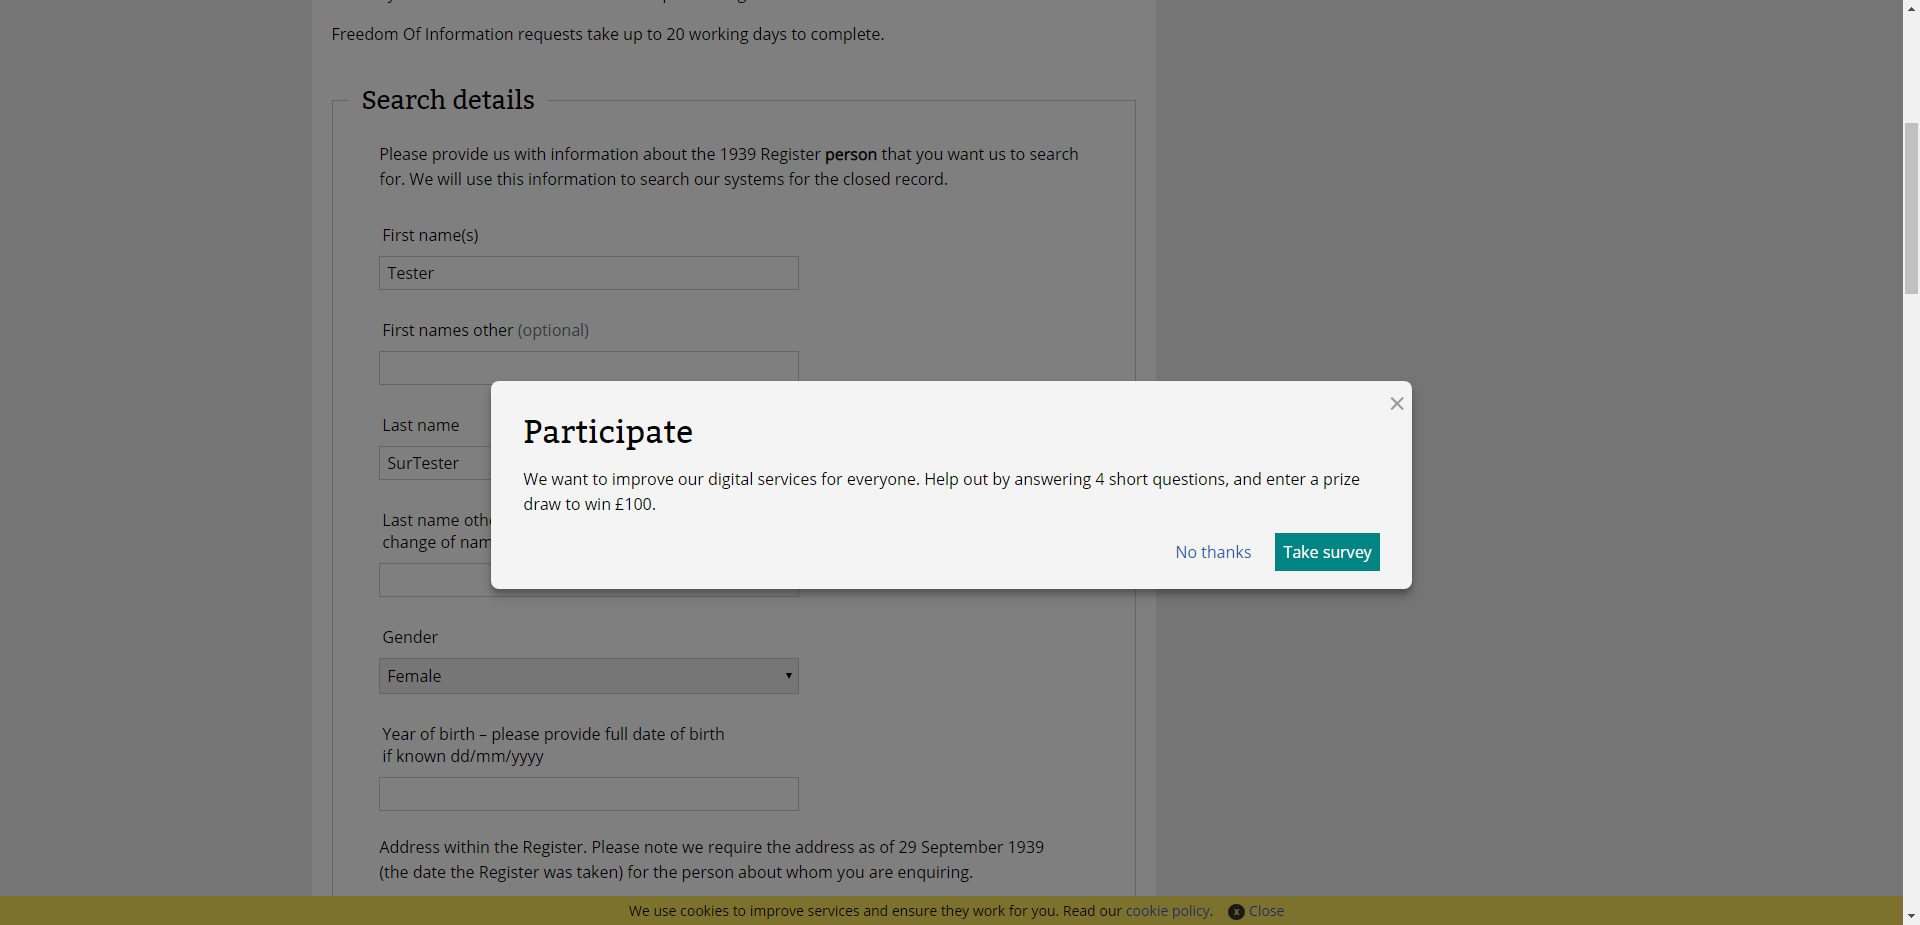 Freedom Of Information requests take up to 20 working days to complete.
Search details
Please provide us with information about the 1939 Register person that you want us to search
for. We will use this information to search our systems for the closed record.
First name(s)
Tester
First names other (optional)
Last name
SurTester
Last name
change of
Participate
We want to improve our digital services for everyone. Help out by answering 4 short questions, and enter a prize
draw to win £100.
No thanks
Take survey
Gender
Female
Year of birth – please provide full date of birth
if known dd/mm/yyyy
Address within the Register. Please note we require the address as of 29 September 1939
(the date the Register was taken) for the person about whom you are enquiring.
We use cookies to improve services and ensure they work for you. Read our cookie policy. x Close